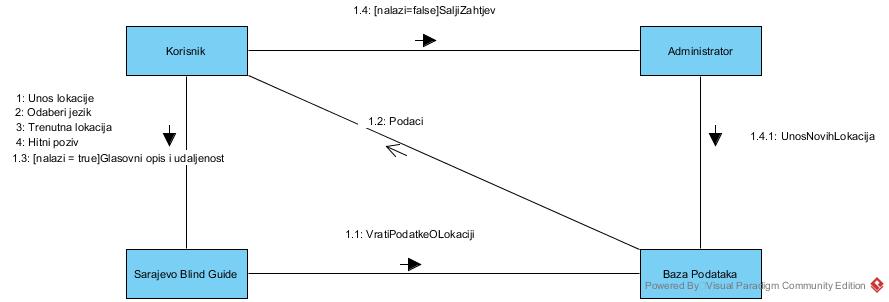 1.4: [nalazi=false]SaljiZahtjev
Korisnik
Administrator
1: Unos lokacije
2: Odaberi jezik
3: Trenutna lokacija
4: Hitni poziv
1.3: [nalazi = true]Glasovni opis i udaljenost
1.2: Podaci
1.4.1: UnosNovihLokacija
1.1: VratiPodatkeOLokaciji
Sarajevo Blind Guide
Baza Podataka
Powered By Visual Paradigm Community Edition